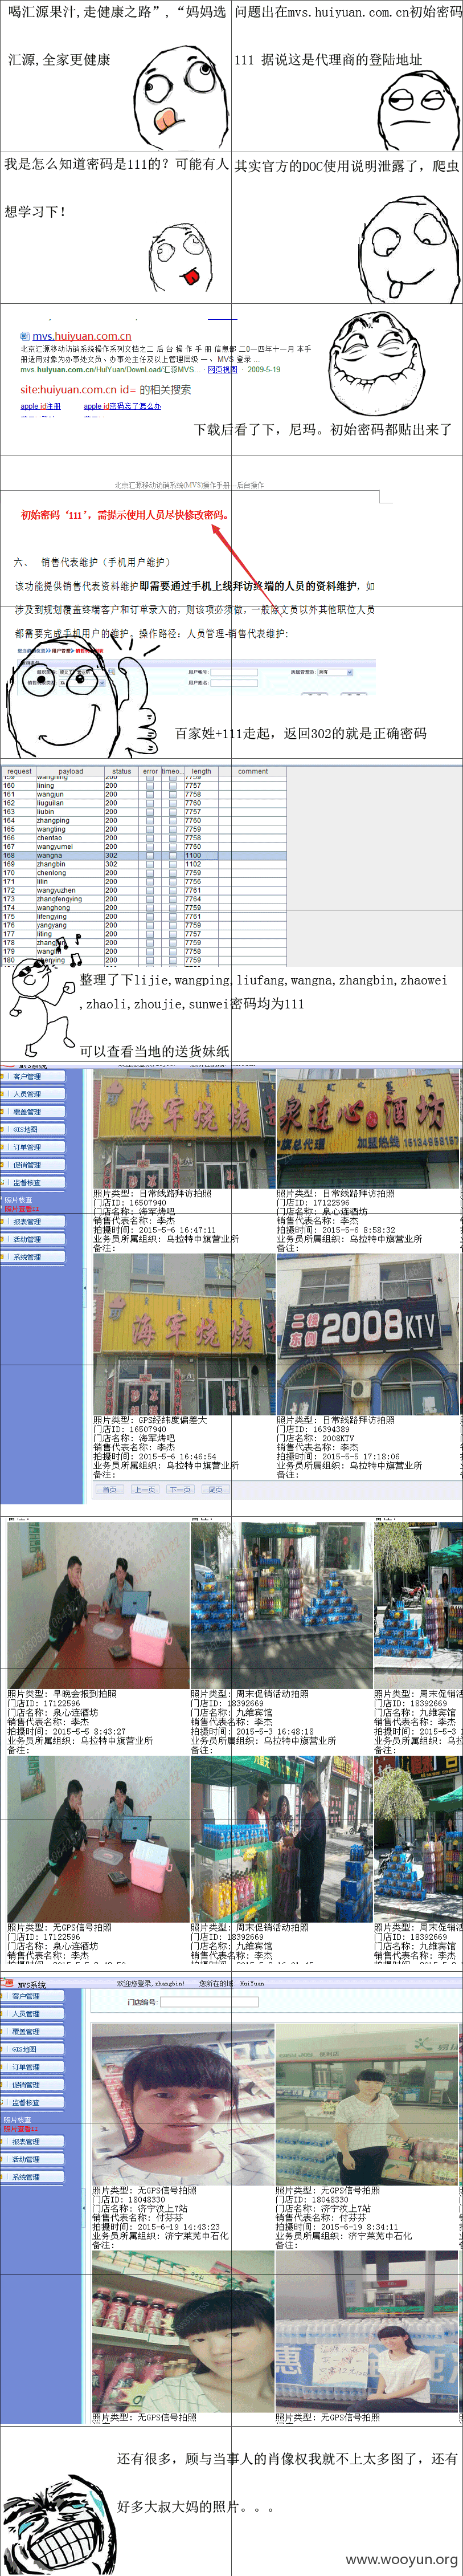 喝汇源果汁,走健康之路”,“妈妈选
汇源,全家更健康
问题出在mvs.huiyuan.com.cn初始密码
111 据说这是代理商的登陆地址
我是怎么知道密码是111的? 可能有人
想学习下!
其实官方的DOC使用说明泄露了, 爬虫
mvs.huiyuan.com.cn
北京汇源移动访销系统操作系列文档之二 后 台 操 作 手 册 信息部 二0一四年十一月 本手
册适用对象为办事处文员、办事处主任及以上管理层级 一 、MVS 登录 ...
mvs.huiyuan.com.cn/HuiYuan/DownLoad/汇源MVS... · 网页视图 · 2009-5-19
site:huiyuan.com.cn id= 的相关搜索
apple id注册
apple id密码忘了怎么办
下载后看了下, 尼玛。初始密码都贴出来了
北京汇源移动访销系统(MVS)操作手册---后台操作
初始密码‘111’, 需提示使用人员尽快修改密码。
六、 销售代表维护（手机用户维护）
该功能提供销售代表资料维护即需要通过手机上线拜访终端的人员的资料维护, 如
涉及到规划覆盖终端客户和订单录入的, 则该项必须做, 一般除文员以外其他职位人员
都需要完成手机用户的维护。操作路径: 人员管理-销售代表维护:
用户编号:
用户姓名:
百家姓+111走起, 返回302的就是正确密码
request payload status error timeo... length comment
159 wangning 200 7759
160 lining 200 7757
161 wangjun 200 7758
162 liuguilan 200 7760
163 liubin 200 7757
164 zhangping 200 7760
165 wangting 200 7759
166 chentao 200 7758
167 wangyumei 200 7760
168 wangna 302 1100
169 zhangbin 302 1102
170 chenlong 200 7759
171 lilin 200 7756
172 wangyuzhen 200 7761
173 zhangfengying 200 7764
174 wanghong 200 7759
175 lifengying 200 7761
176 yangyang 200 7759
177 liting 200 7757
178 200 7759
179 200 7758
整理了下lijie,wangping,liufang,wangna,zhangbin,zhaowei
,zhaoli,zhoujie,sunwei密码均为111
可以查看当地的送货妹纸
MVS系统
客户管理
人员管理
覆盖管理
GIS地图
订单管理
促销管理
监督核查
照片核查
照片查看12
报表管理
活动管理
系统管理
海军烧烤
泉连心酒坊
总代理
加盟热线
照片类型: 日常线路拜访拍照
门店ID: 16507940
门店名称: 海军烤吧
销售代表名称: 李杰
拍摄时间: 2015-5-6 16:47:11
业务员所属组织: 乌拉特中旗营业所
备注:
照片类型: 日常线路拜访拍照
门店ID: 17122596
门店名称: 泉心连酒坊
销售代表名称: 李杰
拍摄时间: 2015-5-6 8:58:32
业务员所属组织: 乌拉特中旗营业所
备注:
海军烧烤
2008KTV
照片类型: GPS经纬度偏差大
门店ID: 16507940
门店名称: 海军烤吧
销售代表名称: 李杰
拍摄时间: 2015-5-6 16:46:54
业务员所属组织: 乌拉特中旗营业所
备注:
照片类型: 日常线路拜访拍照
门店ID: 16394389
门店名称: 2008KTV
销售代表名称: 李杰
拍摄时间: 2015-5-5 17:18:06
业务员所属组织: 乌拉特中旗营业所
备注:
首页 上一页 下一页 尾页
照片类型: 早晚会报到拍照
门店ID: 17122596
门店名称: 泉心连酒坊
销售代表名称: 李杰
拍摄时间: 2015-5-5 8:43:27
业务员所属组织: 乌拉特中旗营业所
备注:
照片类型: 周末促销活动拍照
门店ID: 18392669
门店名称: 九维宾馆
销售代表名称: 李杰
拍摄时间: 2015-5-3 16:48:18
业务员所属组织: 乌拉特中旗营业所
备注:
照片类型: 周末促销活
门店ID: 18392669
门店名称: 九维宾馆
销售代表名称: 李杰
拍摄时间: 2015-5-3
业务员所属组织: 乌拉
备注:
照片类型: 无GPS信号拍照
门店ID: 17122596
门店名称: 泉心连酒坊
销售代表名称: 李杰
照片类型: 周末促销活动拍照
门店ID: 18392669
门店名称: 九维宾馆
销售代表名称: 李杰
照片类型: 周末促销活
门店ID: 18392669
门店名称: 九维宾馆
销售代表名称: 李杰
MVS系统 欢迎您登录,zhangbin! 您所在的域: HuiYuan
门店编号:
客户管理
人员管理
覆盖管理
GIS地图
订单管理
促销管理
监督核查
照片核查
照片查看12
报表管理
活动管理
系统管理
照片类型: 无GPS信号拍照
门店ID: 18048330
门店名称: 济宁汶上7站
销售代表名称: 付芬芬
拍摄时间: 2015-6-19 14:43:23
业务员所属组织: 济宁莱芜中石化
备注:
照片类型: 无GPS信号拍照
门店ID: 18048330
门店名称: 济宁汶上7站
销售代表名称: 付芬芬
拍摄时间: 2015-6-19 8:34:11
业务员所属组织: 济宁莱芜中石化
备注:
照片类型: 无GPS信号拍照
照片类型: 无GPS信号拍照
还有很多, 顾与当事人的肖像权我就不上太多图了, 还有
好多大叔大妈的照片。。。
www.wooyun.org